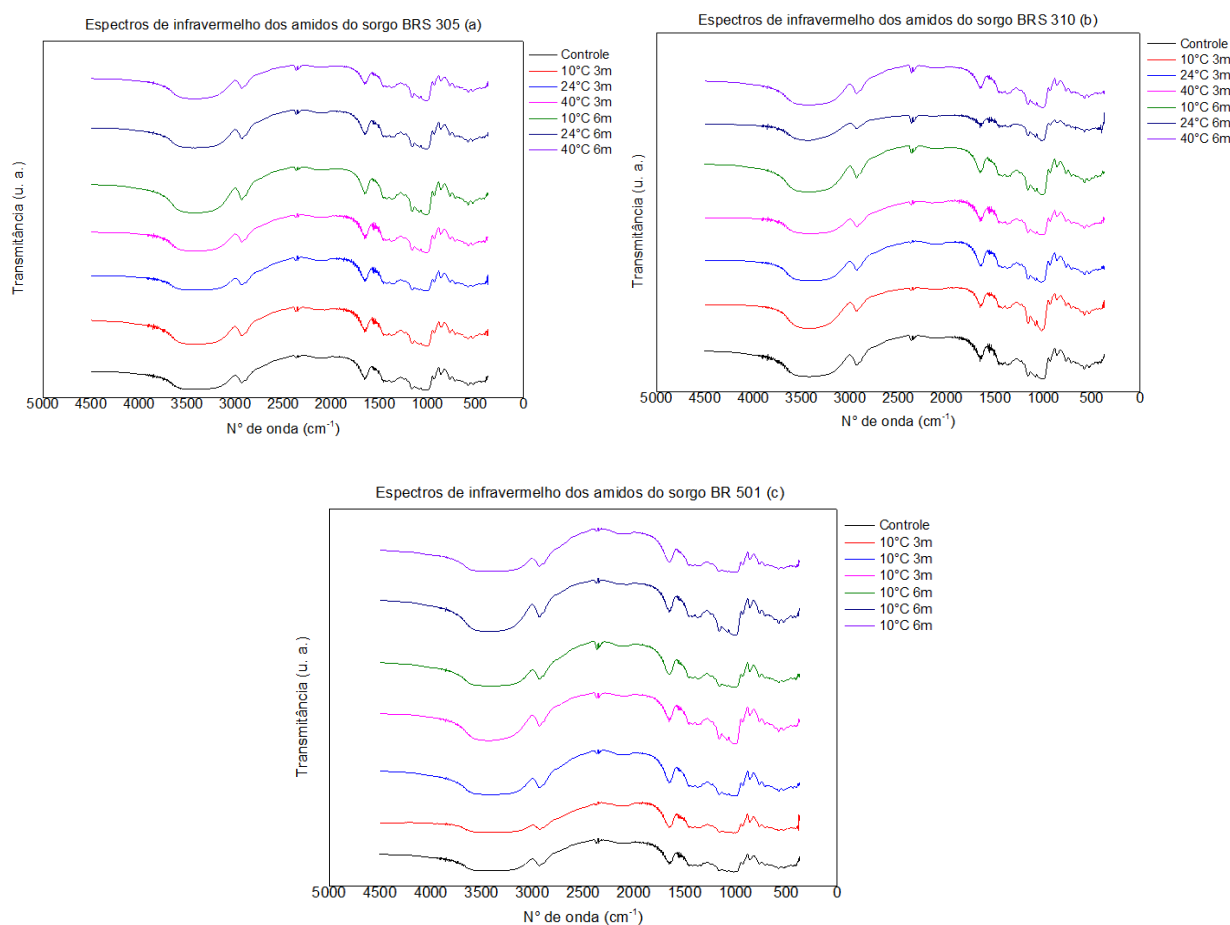 Espectros de infravermelho dos amidos do sorgo BRS 305 (a)
Controle
10°C 3m
24°C 3m
40°C 3m
10°C 6m
24°C 6m
40°C 6m
Transmitância (u. a.)
5000 4500 4000 3500 3000 2500 2000 1500 1000 500 0
N° de onda (cm⁻¹)
Espectros de infravermelho dos amidos do sorgo BRS 310 (b)
Controle
10°C 3m
24°C 3m
40°C 3m
10°C 6m
24°C 6m
40°C 6m
Transmitância (u. a.)
5000 4500 4000 3500 3000 2500 2000 1500 1000 500 0
N° de onda (cm⁻¹)
Espectros de infravermelho dos amidos do sorgo BR 501 (c)
Controle
10°C 3m
10°C 3m
10°C 3m
10°C 6m
10°C 6m
10°C 6m
Transmitância (u. a.)
5000 4500 4000 3500 3000 2500 2000 1500 1000 500 0
N° de onda (cm⁻¹)